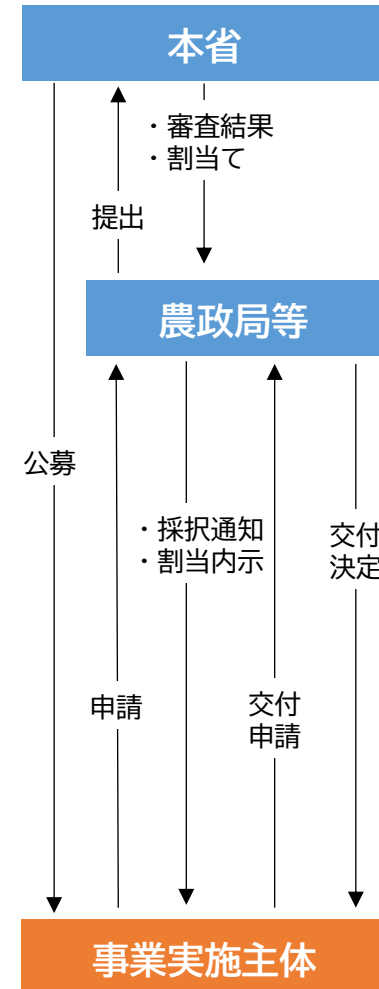 本省
・審査結果
・割当て
提出
農政局等
公募
・採択通知
・割当内示
交付
決定
申請
交付
申請
事業実施主体